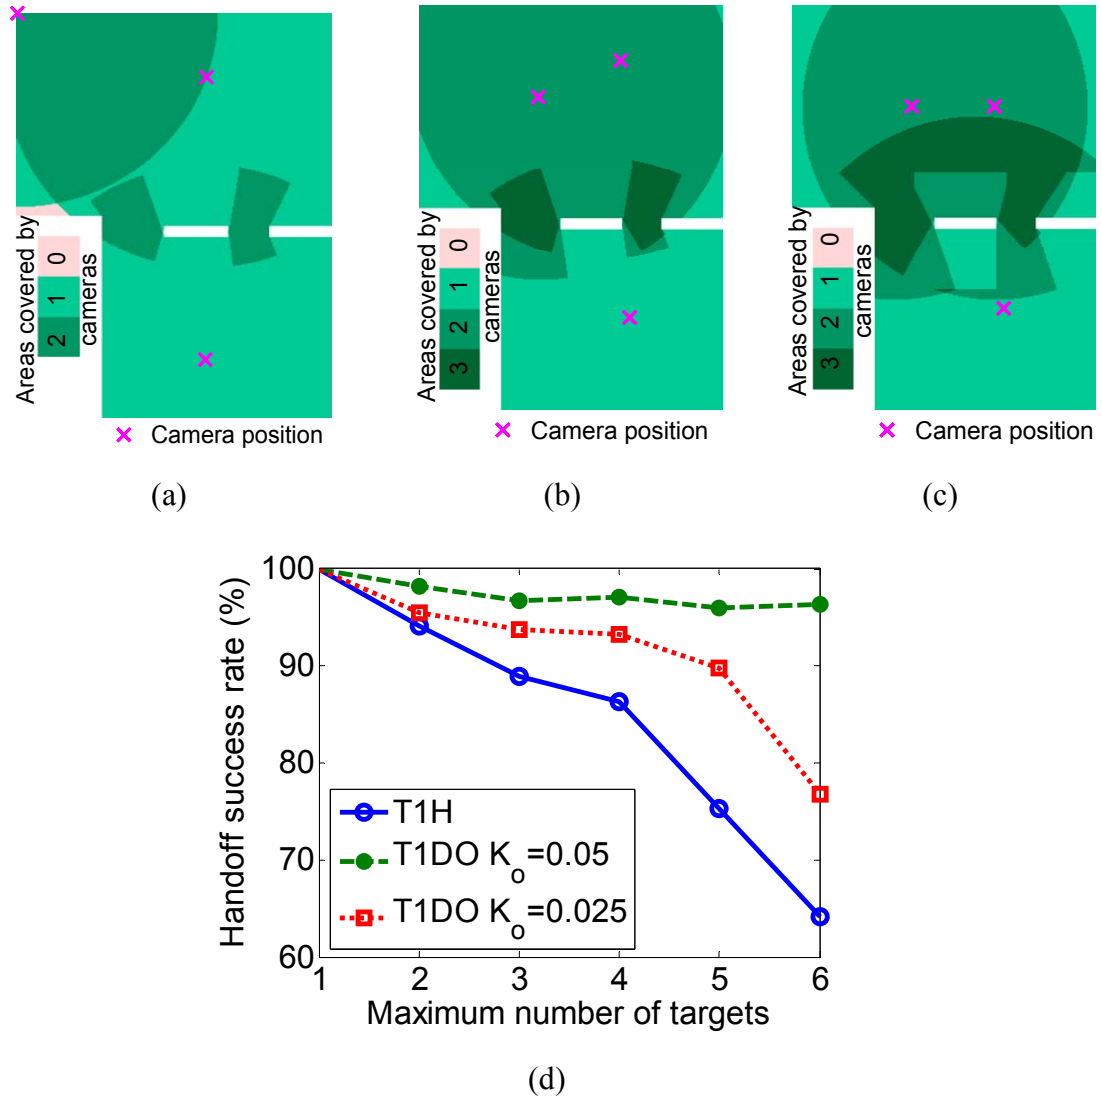 Areas covered by
cameras
0
1
2
× Camera position
(a)
Areas covered by
cameras
0
1
2
3
× Camera position
(b)
Areas covered by
cameras
0
1
2
3
× Camera position
(c)
Handoff success rate (%)
100
90
80
70
60
T1H
T1DO K_o=0.05
T1DO K_o=0.025
1 2 3 4 5 6
Maximum number of targets
(d)